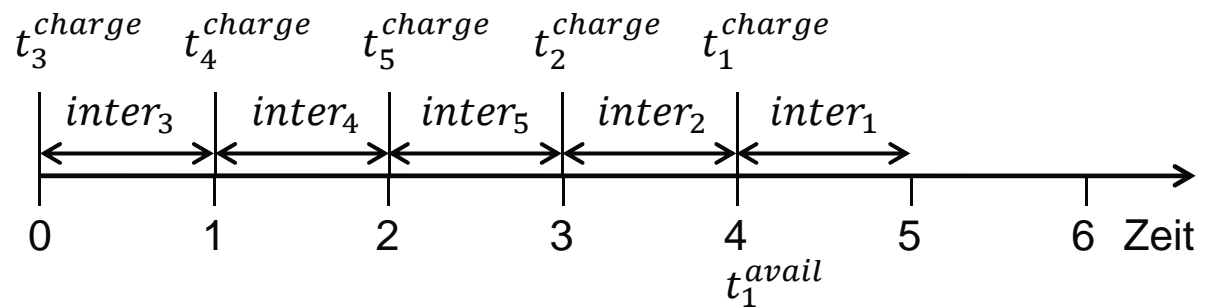 t_3^{charge} t_4^{charge} t_5^{charge} t_2^{charge} t_1^{charge}
inter_3 inter_4 inter_5 inter_2 inter_1
0 1 2 3 4 5 6 Zeit
t_1^{avail}